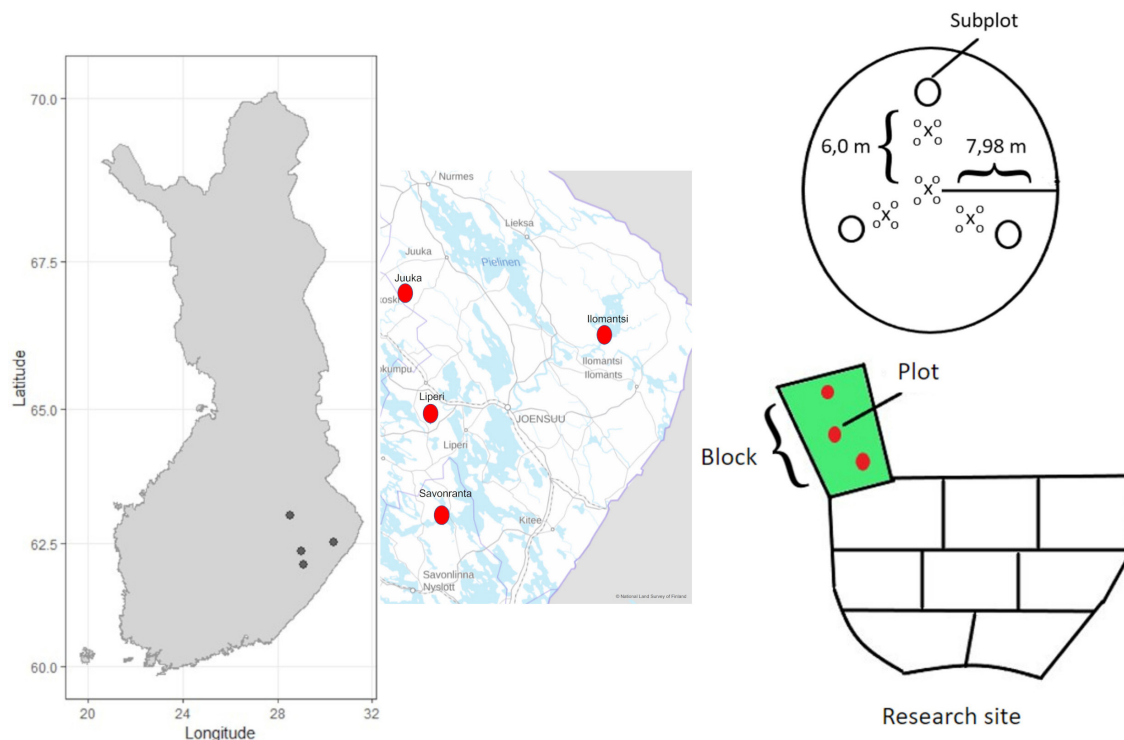 70.0
67.5
65.0
62.5
60.0
Latitude
20
24
28
32
Longitude
Nurmes
Lieksa
Juuka
Pielinen
Juuka
koski
Ilomantsi
Ilomantsi
Ilomants
ukumpu
Liperi
JOENSUU
Liperi
Savonranta
Kitee
Savonlinna
Nyslott
© National Land Survey of Finland
Subplot
6,0 m
7,98 m
x
x
x
x
Plot
Block
Research site